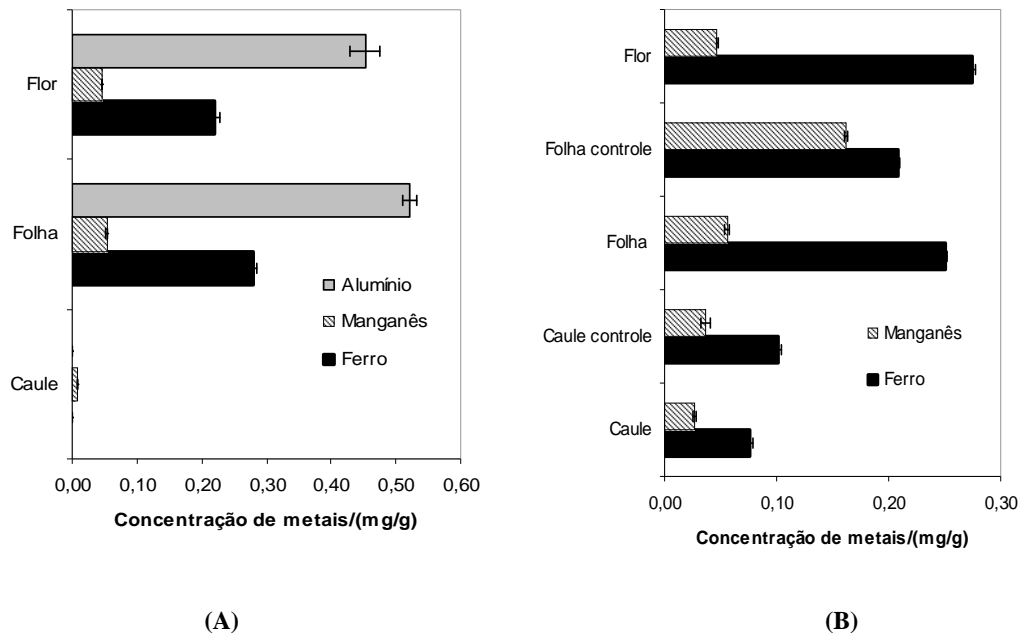 Flor
Folha
Caule
Alumínio
Manganês
Ferro
0,00 0,10 0,20 0,30 0,40 0,50 0,60
Concentração de metais/(mg/g)
(A)
Flor
Folha controle
Folha
Caule controle
Caule
Manganês
Ferro
0,00 0,10 0,20 0,30
Concentração de metais/(mg/g)
(B)